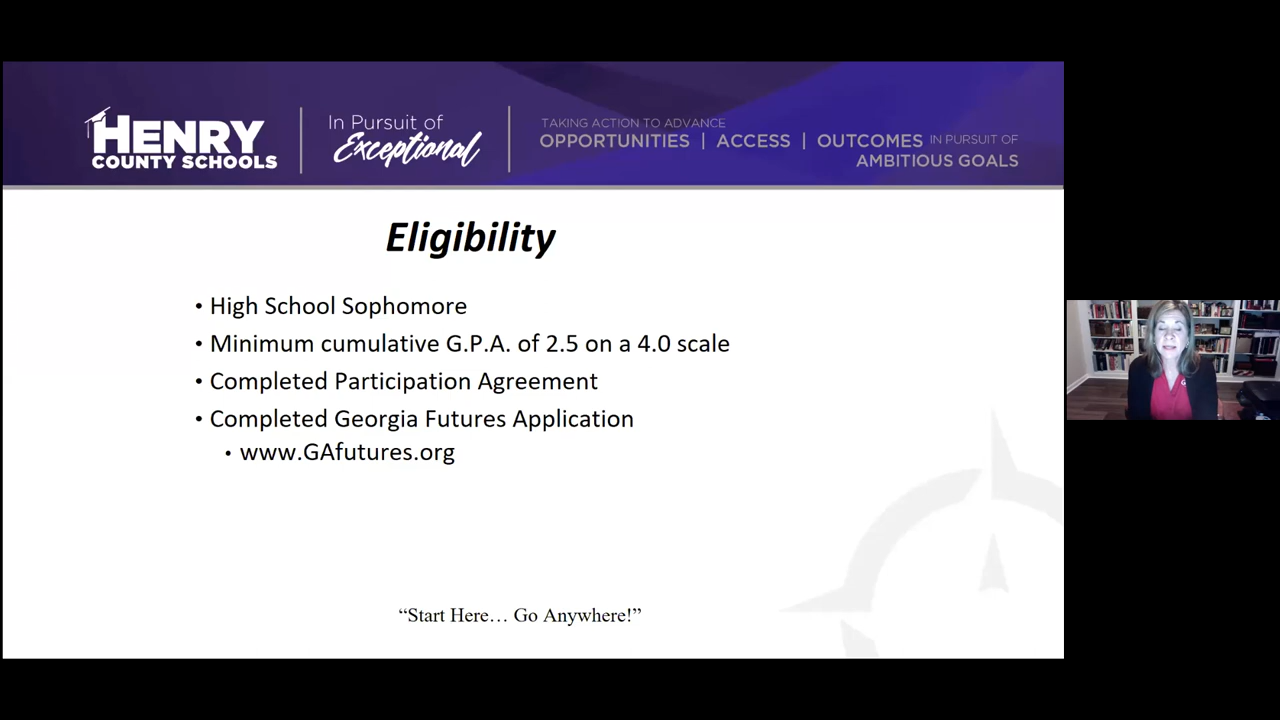 HENRY
COUNTY SCHOOLS
In Pursuit of
Exceptional
TAKING ACTION TO ADVANCE
OPPORTUNITIES | ACCESS | OUTCOMES IN PURSUIT OF
AMBITIOUS GOALS
Eligibility
• High School Sophomore
• Minimum cumulative G.P.A. of 2.5 on a 4.0 scale
• Completed Participation Agreement
• Completed Georgia Futures Application
• www.GAfutures.org
“Start Here… Go Anywhere!”